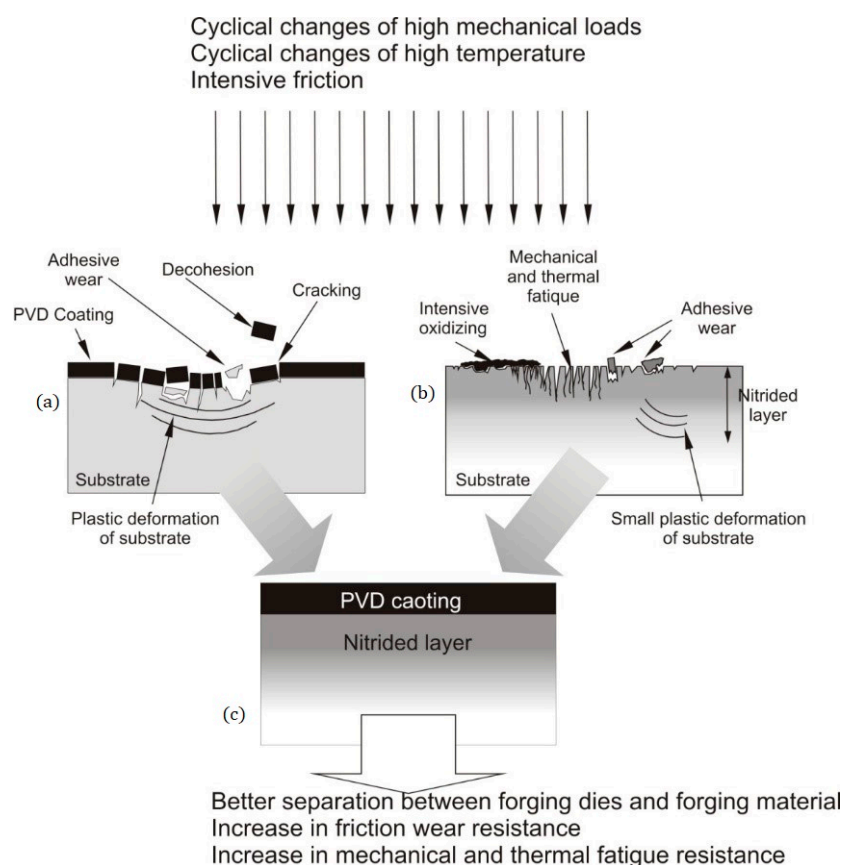 Cyclical changes of high mechanical loads
Cyclical changes of high temperature
Intensive friction
Adhesive
wear
Decohesion
Cracking
PVD Coating
(a)
Substrate
Plastic deformation
of substrate
Mechanical
and thermal
fatique
Intensive
oxidizing
Adhesive
wear
(b)
Nitrided
layer
Substrate
Small plastic deformation
of substrate
PVD caoting
Nitrided layer
(c)
Better separation between forging dies and forging material
Increase in friction wear resistance
Increase in mechanical and thermal fatigue resistance